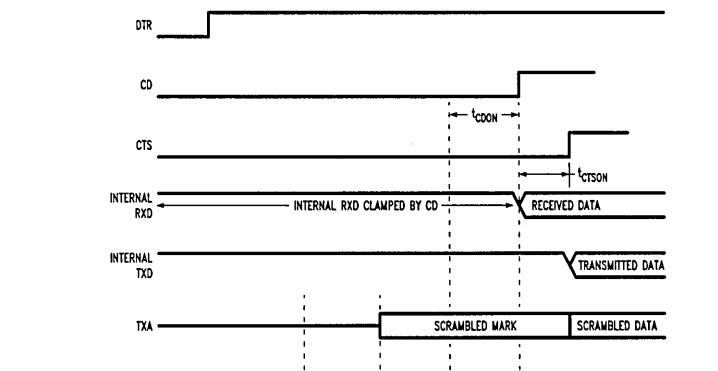 DTR
CD
tCDON
CTS
tCTSON
INTERNAL
RXD
INTERNAL RXD CLAMPED BY CD
RECEIVED DATA
INTERNAL
TXD
TRANSMITTED DATA
TXA
SCRAMBLED MARK
SCRAMBLED DATA